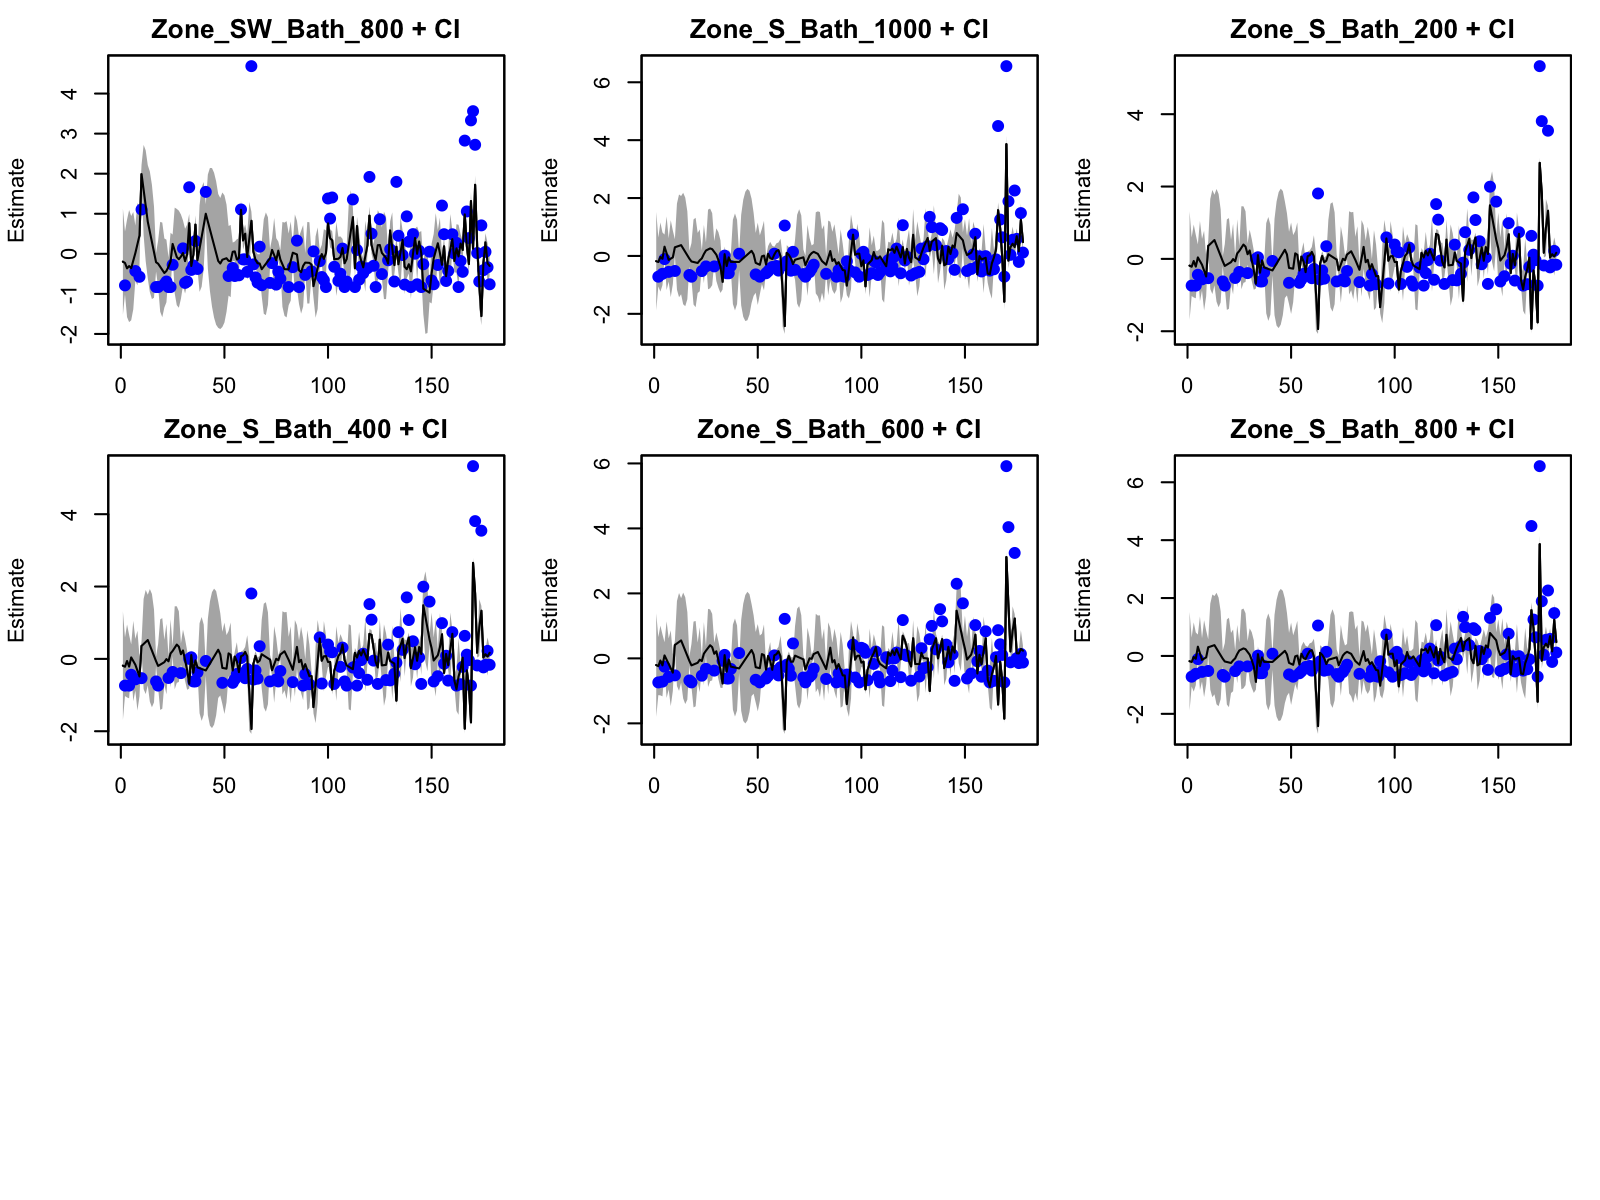 Zone_SW_Bath_800 + CI
Zone_S_Bath_1000 + CI
Zone_S_Bath_200 + CI
Estimate
4
3
2
1
0
-1
-2
0 50 100 150
Estimate
6
4
2
0
-2
0 50 100 150
Estimate
4
2
0
-2
0 50 100 150
Zone_S_Bath_400 + CI
Zone_S_Bath_600 + CI
Zone_S_Bath_800 + CI
Estimate
4
2
0
-2
0 50 100 150
Estimate
6
4
2
0
-2
0 50 100 150
Estimate
6
4
2
0
-2
0 50 100 150